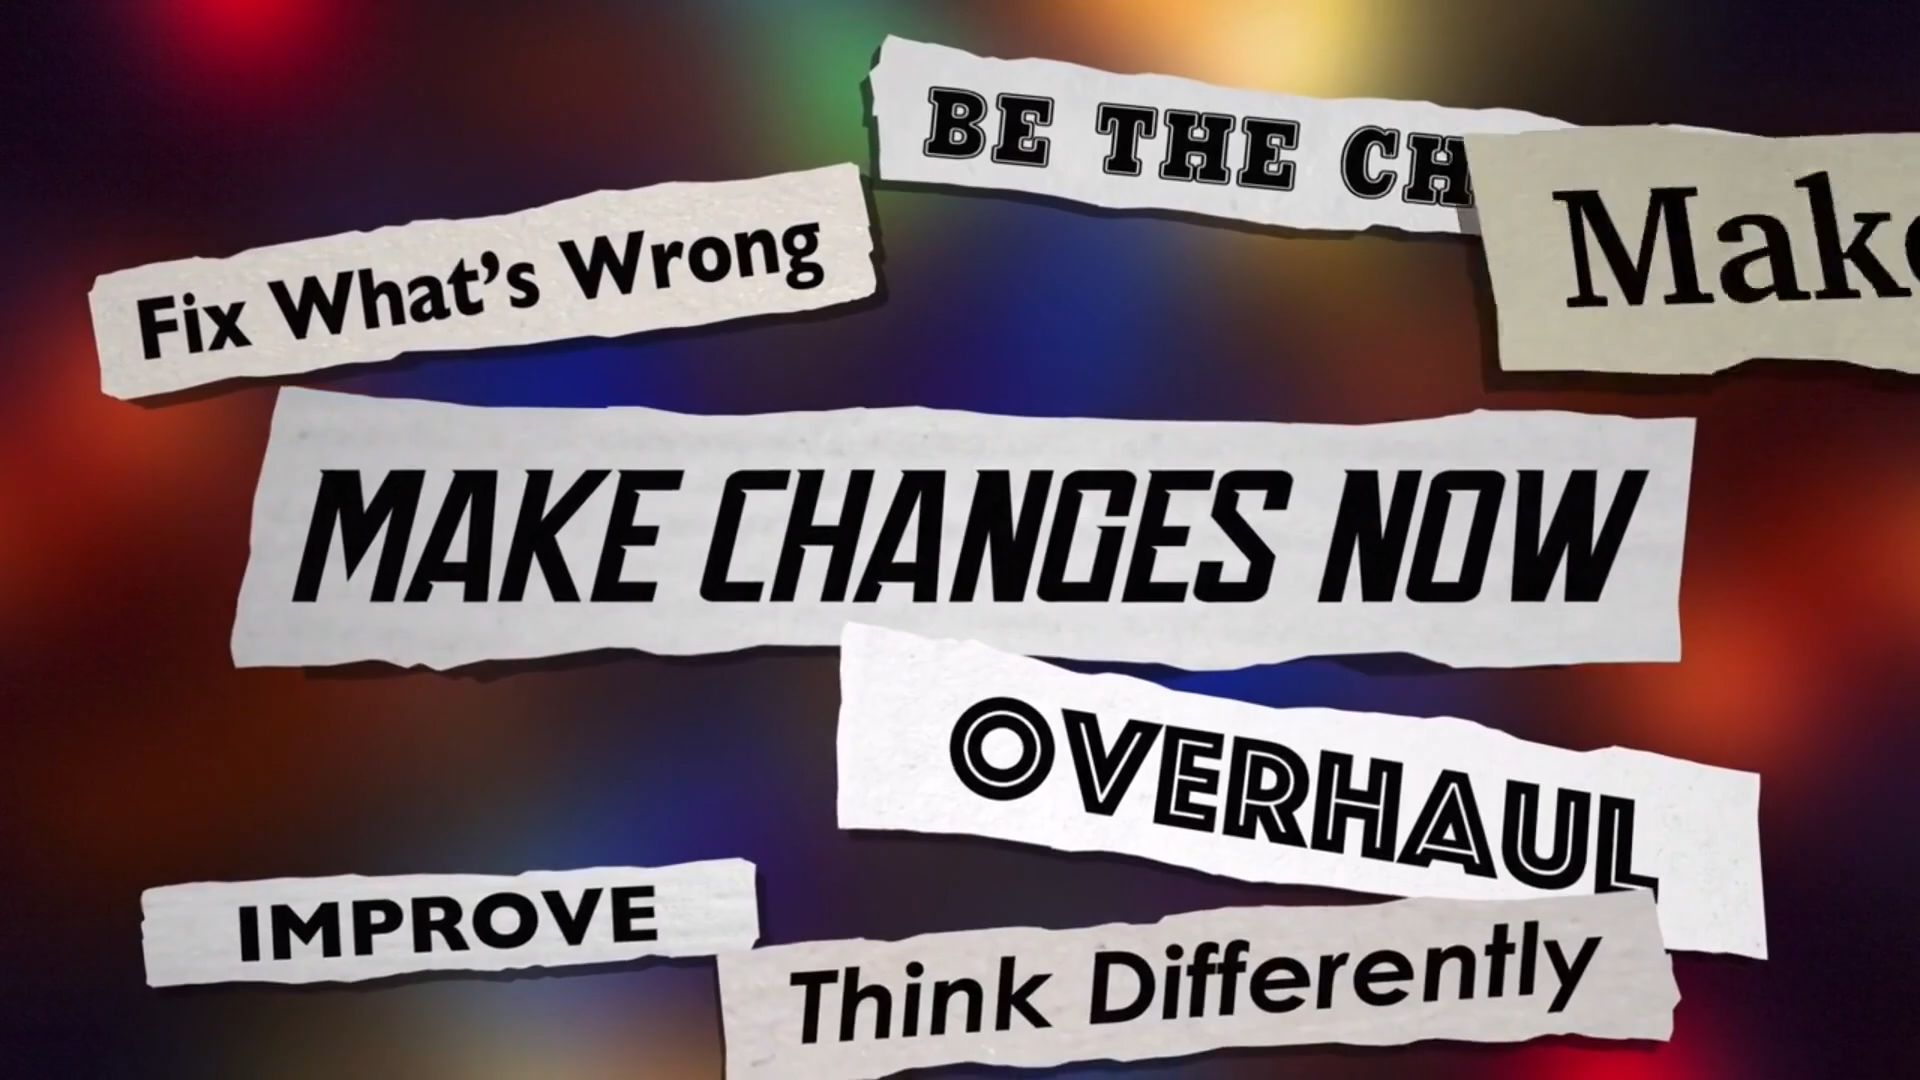 BE THE CH
Make
Fix What's Wrong
MAKE CHANGES NOW
OVERHAUL
IMPROVE
Think Differently